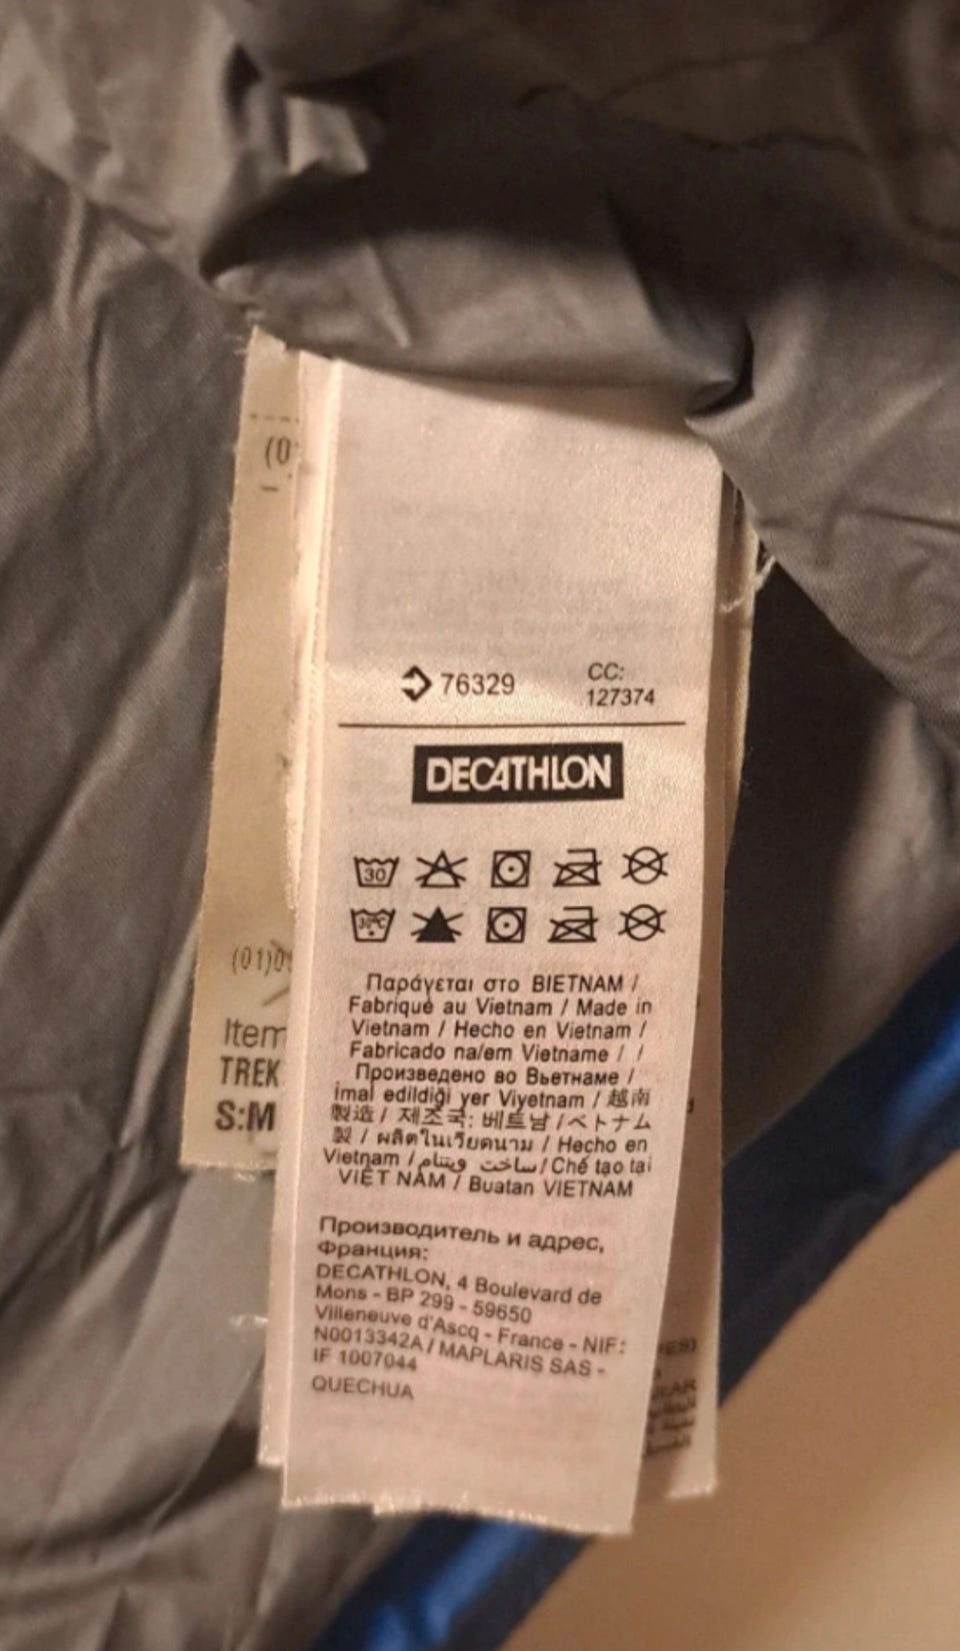 (0
76329
CC:
127374
DECATHLON
30
30°C
Παράγεται στο ΒΙΕΤΝΑΜ /
Fabriqué au Vietnam / Made in
Vietnam / Hecho en Vietnam /
Fabricado na/em Vietname / /
Произведено во Вьетнаме /
imal edildiği yer Viyetnam / 越南
製造 / 제조국: 베트남 /ベトナム
製 / ผลิตในเวียดนาม / Hecho en
Vietnam / ساخت ويتنام / Chế tạo tại
VIỆT NAM / Buatan VIETNAM
Производитель и адрес,
Франция:
DECATHLON, 4 Boulevard de
Mons - BP 299 - 59650
Villeneuve d'Ascq - France - NIF:
N0013342A / MAPLARIS SAS -
IF 1007044
QUECHUA
(01)0
Item
TREK
S:M